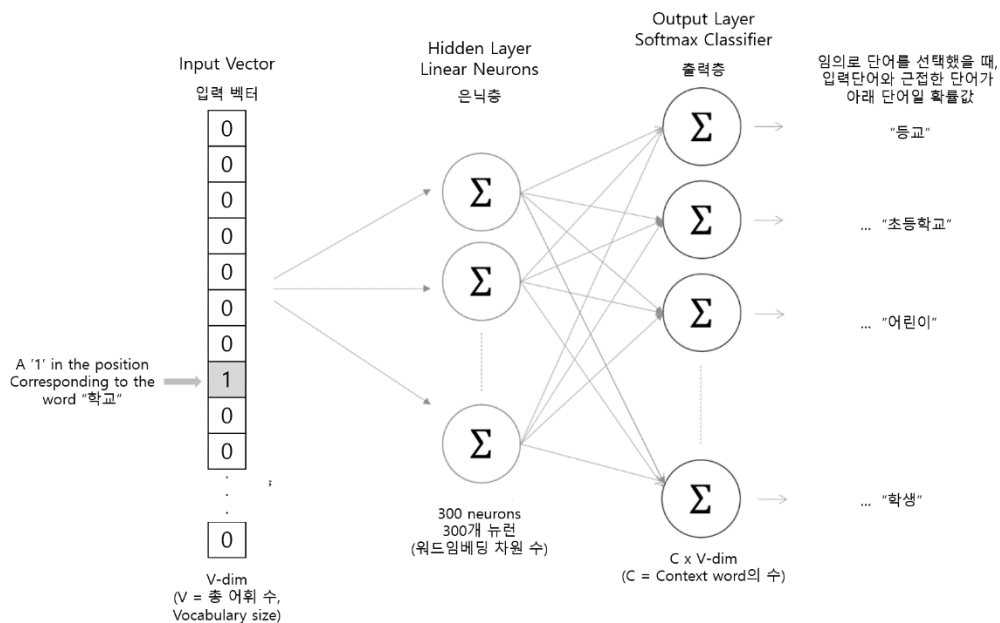 Input Vector
입력 벡터
0
0
0
0
0
0
0
1
0
0
.
.
.
0
;
A '1' in the position
Corresponding to the
word "학교"
V-dim
(V = 총 어휘 수,
Vocabulary size)
Hidden Layer
Linear Neurons
은닉층
Σ
Σ
Σ
300 neurons
300개 뉴런
(워드임베딩 차원 수)
Output Layer
Softmax Classifier
출력층
Σ
Σ
Σ
Σ
C x V-dim
(C = Context word의 수)
임의로 단어를 선택했을 때,
입력단어와 근접한 단어가
아래 단어일 확률값
"등교"
... "초등학교"
... "어린이"
... "학생"